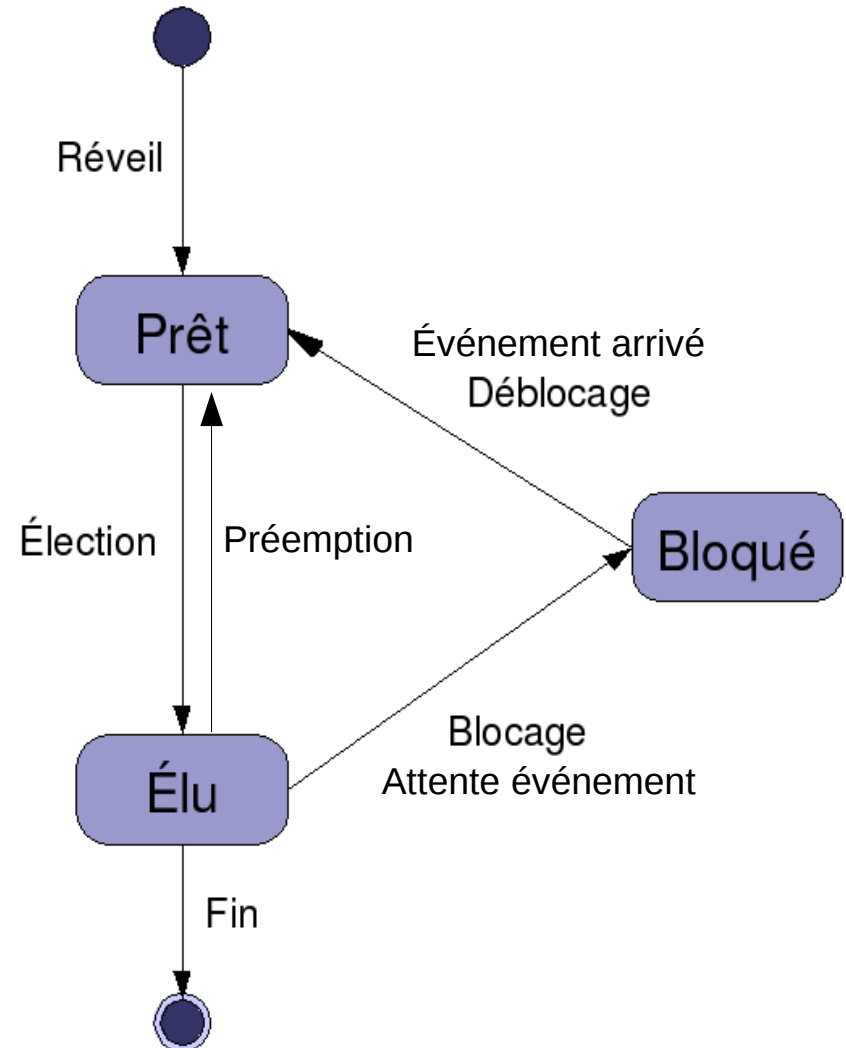 Réveil
Prêt
Événement arrivé
Déblocage
Élection
Préemption
Bloqué
Blocage
Attente événement
Élu
Fin